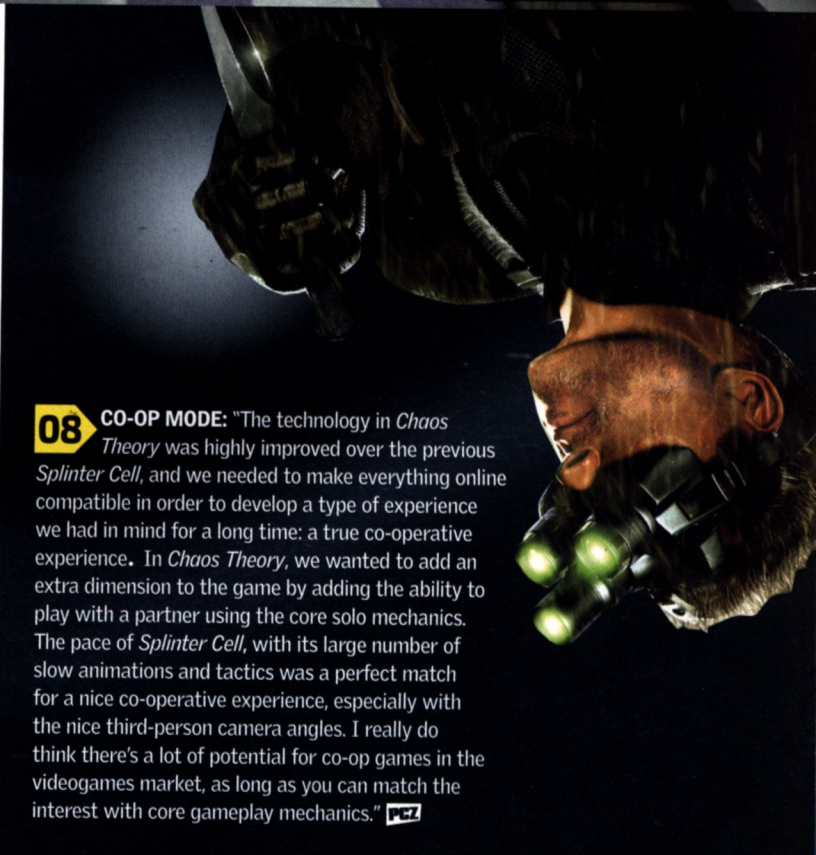 08 CO-OP MODE: "The technology in Chaos
Theory was highly improved over the previous
Splinter Cell, and we needed to make everything online
compatible in order to develop a type of experience
we had in mind for a long time: a true co-operative
experience. In Chaos Theory, we wanted to add an
extra dimension to the game by adding the ability to
play with a partner using the core solo mechanics.
The pace of Splinter Cell, with its large number of
slow animations and tactics was a perfect match
for a nice co-operative experience, especially with
the nice third-person camera angles. I really do
think there's a lot of potential for co-op games in the
videogames market, as long as you can match the
interest with core gameplay mechanics." PCZ